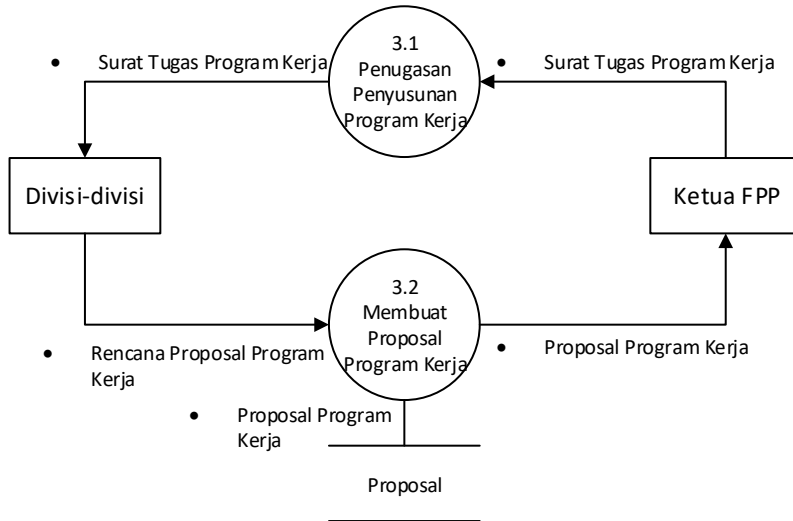 3.1
Penugasan
Penyusunan
Program Kerja
• Surat Tugas Program Kerja
• Surat Tugas Program Kerja
Divisi-divisi
Ketua FPP
3.2
Membuat
Proposal
Program Kerja
• Rencana Proposal Program
Kerja
• Proposal Program Kerja
• Proposal Program
Kerja
Proposal